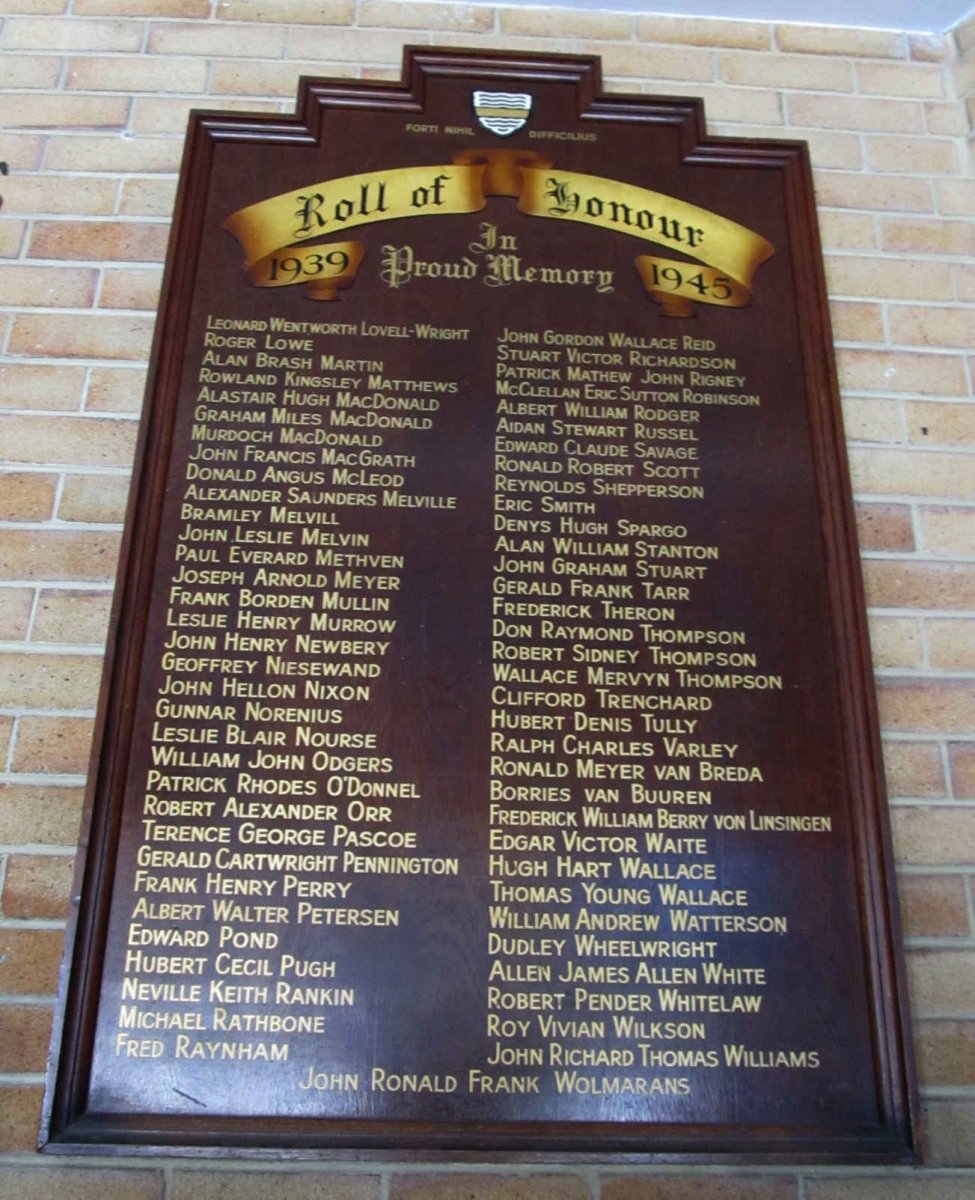 FORTI NIHIL DIFFICILIUS
Roll of Honour
1939 In 1945
Proud Memory
LEONARD WENTWORTH LOVELL-WRIGHT
ROGER LOWE
ALAN BRASH MARTIN
ROWLAND KINGSLEY MATTHEWS
ALASTAIR HUGH MACDONALD
GRAHAM MILES MACDONALD
MURDOCH MACDONALD
JOHN FRANCIS MACGRATH
DONALD ANGUS MCLEOD
ALEXANDER SAUNDERS MELVILLE
BRAMLEY MELVILL
JOHN LESLIE MELVIN
PAUL EVERARD METHVEN
JOSEPH ARNOLD MEYER
FRANK BORDEN MULLIN
LESLIE HENRY MURROW
JOHN HENRY NEWBERY
GEOFFREY NIESEWAND
JOHN HELLON NIXON
GUNNAR NORENIUS
LESLIE BLAIR NOURSE
WILLIAM JOHN ODGERS
PATRICK RHODES O'DONNEL
ROBERT ALEXANDER ORR
TERENCE GEORGE PASCOE
GERALD CARTWRIGHT PENNINGTON
FRANK HENRY PERRY
ALBERT WALTER PETERSEN
EDWARD POND
HUBERT CECIL PUGH
NEVILLE KEITH RANKIN
MICHAEL RATHBONE
FRED RAYNHAM
JOHN GORDON WALLACE REID
STUART VICTOR RICHARDSON
PATRICK MATHEW JOHN RIGNEY
MCCLELLAN ERIC SUTTON ROBINSON
ALBERT WILLIAM RODGER
AIDAN STEWART RUSSEL
EDWARD CLAUDE SAVAGE
RONALD ROBERT SCOTT
REYNOLDS SHEPPERSON
ERIC SMITH
DENYS HUGH SPARGO
ALAN WILLIAM STANTON
JOHN GRAHAM STUART
GERALD FRANK TARR
FREDERICK THERON
DON RAYMOND THOMPSON
ROBERT SIDNEY THOMPSON
WALLACE MERVYN THOMPSON
CLIFFORD TRENCHARD
HUBERT DENIS TULLY
RALPH CHARLES VARLEY
RONALD MEYER VAN BREDA
BORRIES VAN BUUREN
FREDERICK WILLIAM BERRY VON LINSINGEN
EDGAR VICTOR WAITE
HUGH HART WALLACE
THOMAS YOUNG WALLACE
WILLIAM ANDREW WATTERSON
DUDLEY WHEELWRIGHT
ALLEN JAMES ALLEN WHITE
ROBERT PENDER WHITELAW
ROY VIVIAN WILKSON
JOHN RICHARD THOMAS WILLIAMS
JOHN RONALD FRANK WOLMARANS